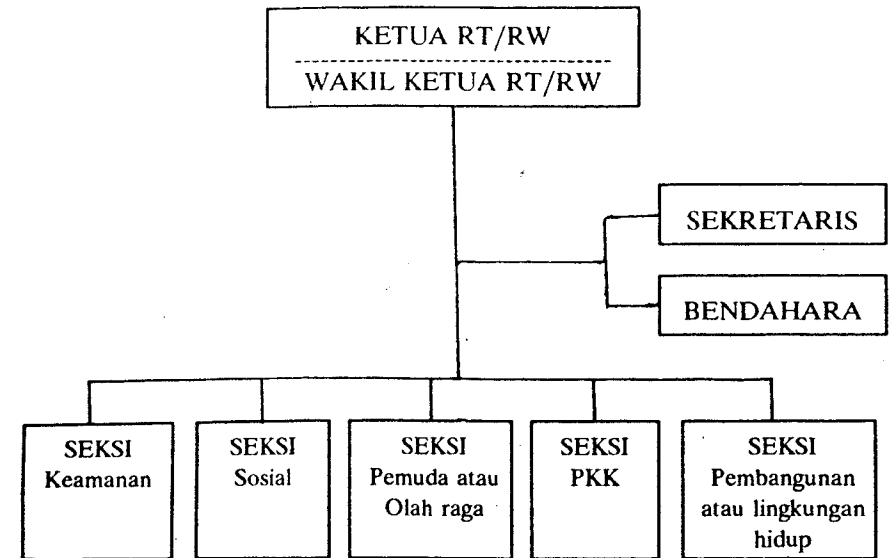 KETUA RT/RW
WAKIL KETUA RT/RW
SEKRETARIS
BENDAHARA
SEKSI
Keamanan
SEKSI
Sosial
SEKSI
Pemuda atau
Olah raga
SEKSI
PKK
SEKSI
Pembangunan
atau lingkungan
hidup